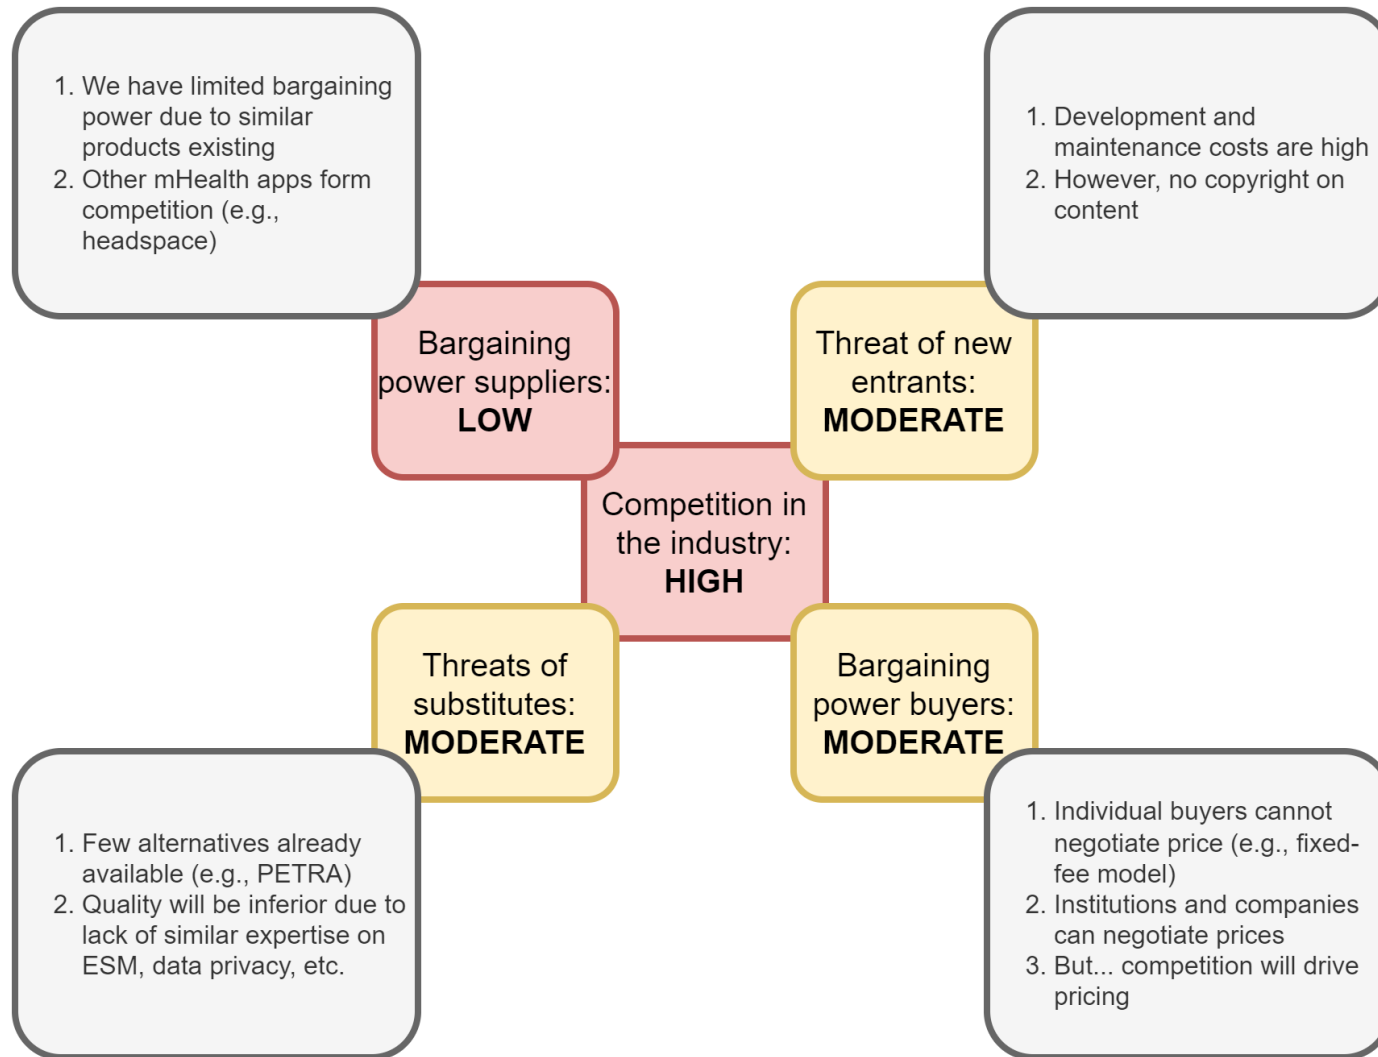 1. We have limited bargaining
power due to similar
products existing
2. Other mHealth apps form
competition (e.g.,
headspace)
1. Development and
maintenance costs are high
2. However, no copyright on
content
Bargaining
power suppliers:
LOW
Threat of new
entrants:
MODERATE
Competition in
the industry:
HIGH
Threats of
substitutes:
MODERATE
Bargaining
power buyers:
MODERATE
1. Few alternatives already
available (e.g., PETRA)
2. Quality will be inferior due to
lack of similar expertise on
ESM, data privacy, etc.
1. Individual buyers cannot
negotiate price (e.g., fixed-
fee model)
2. Institutions and companies
can negotiate prices
3. But... competition will drive
pricing